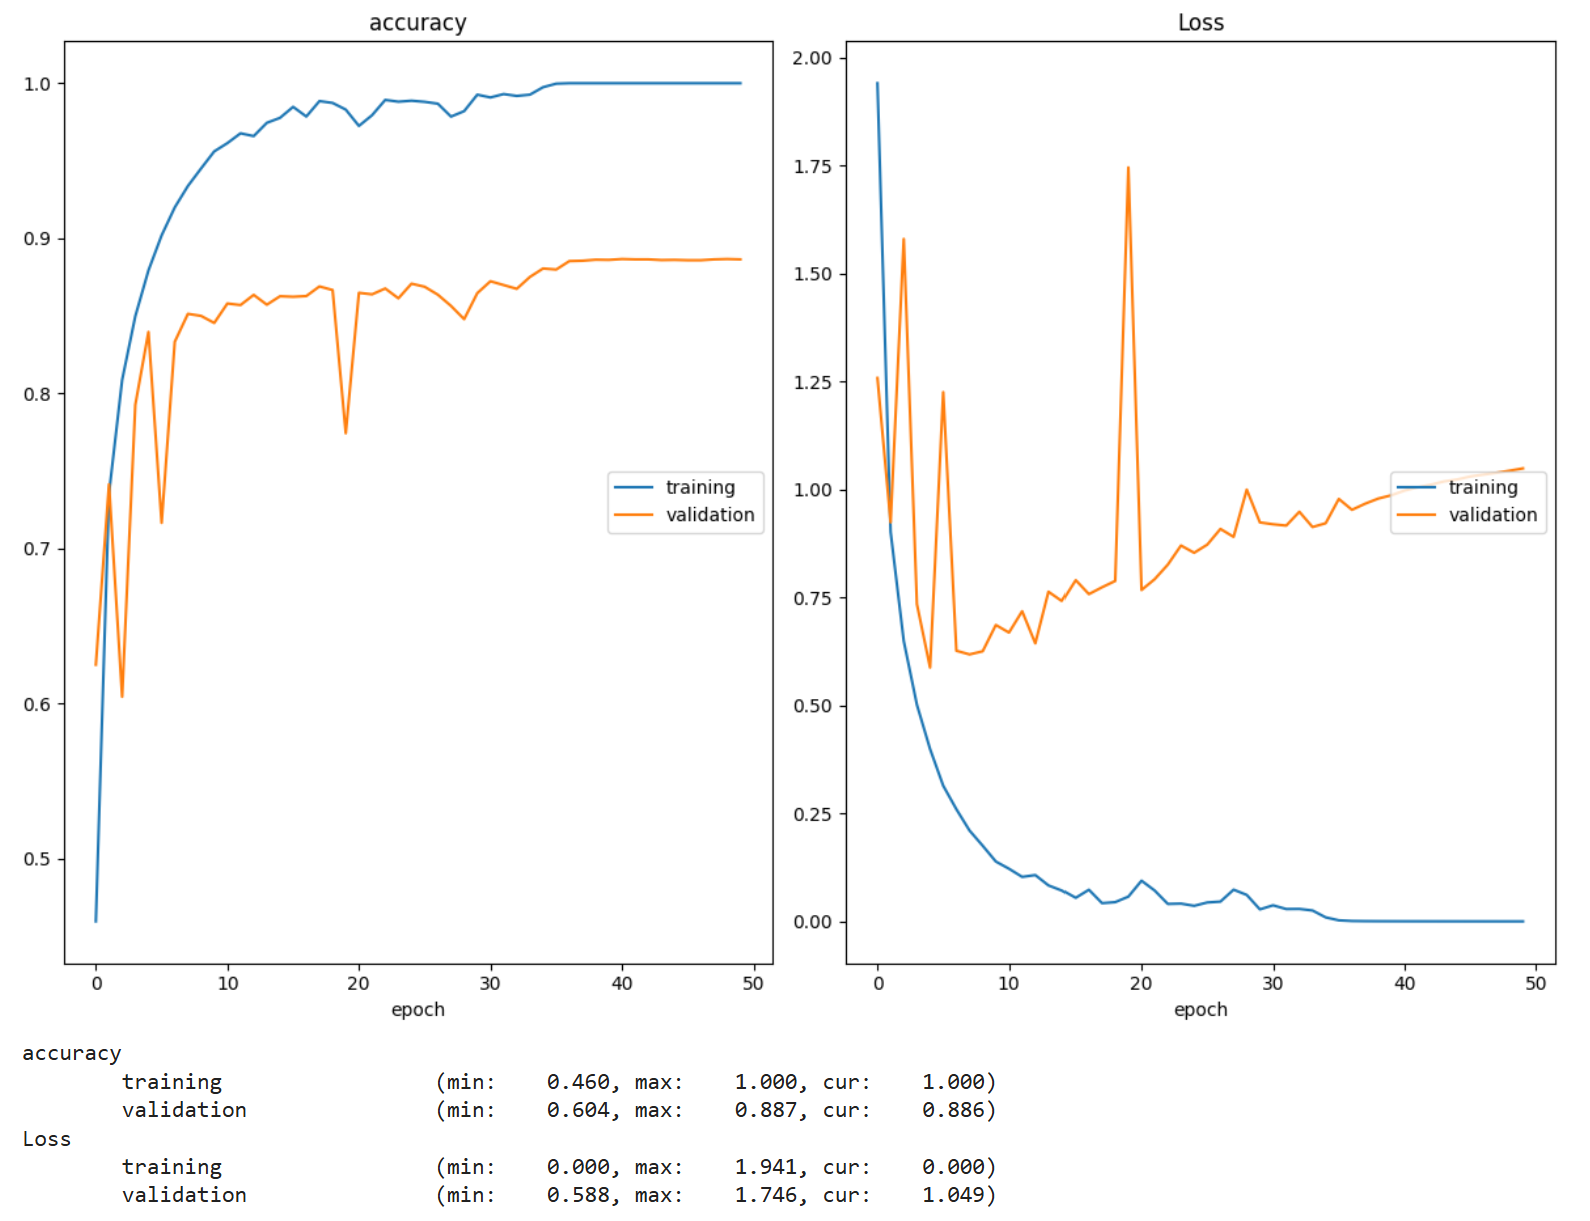 accuracy
1.0
0.9
0.8
0.7
0.6
0.5
training
validation
0
10
20
30
40
50
epoch
Loss
2.00
1.75
1.50
1.25
1.00
0.75
0.50
0.25
0.00
training
validation
0
10
20
30
40
50
epoch
accuracy
training (min: 0.460, max: 1.000, cur: 1.000)
validation (min: 0.604, max: 0.887, cur: 0.886)
Loss
training (min: 0.000, max: 1.941, cur: 0.000)
validation (min: 0.588, max: 1.746, cur: 1.049)